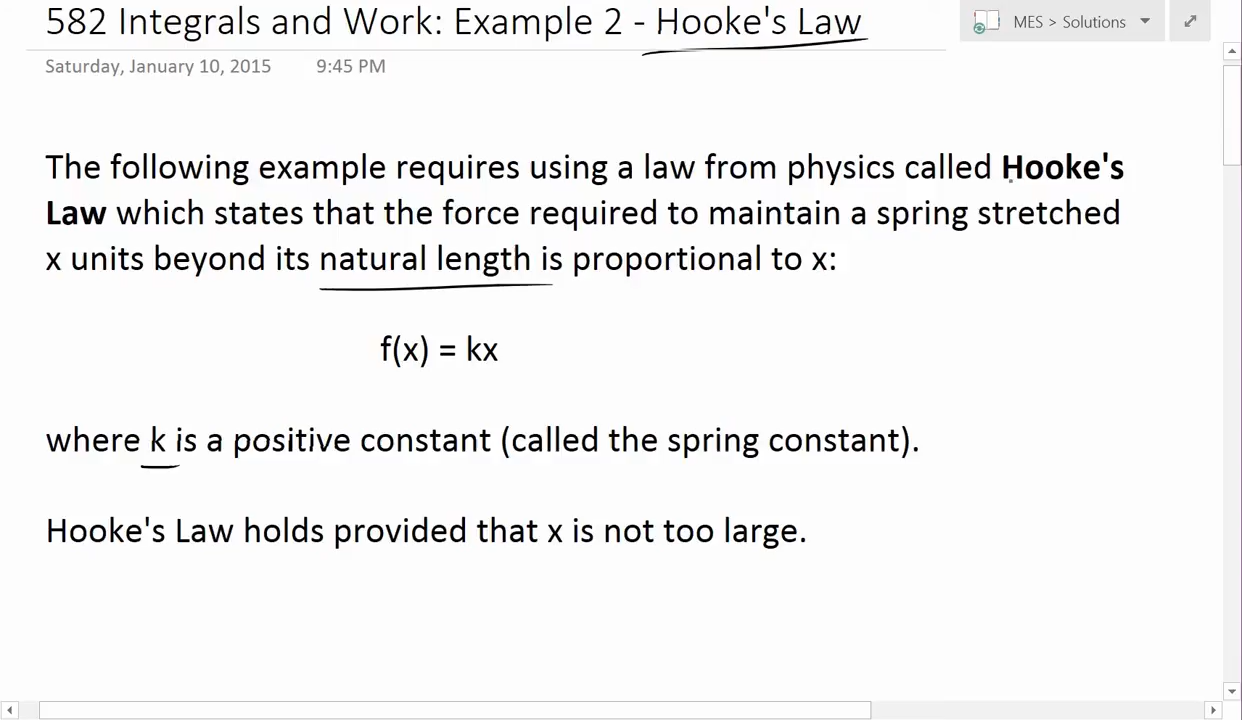 582 Integrals and Work: Example 2 - Hooke's Law
MES > Solutions
Saturday, January 10, 2015 9:45 PM
The following example requires using a law from physics called Hooke's
Law which states that the force required to maintain a spring stretched
x units beyond its natural length is proportional to x:
f(x) = kx
where k is a positive constant (called the spring constant).
Hooke's Law holds provided that x is not too large.